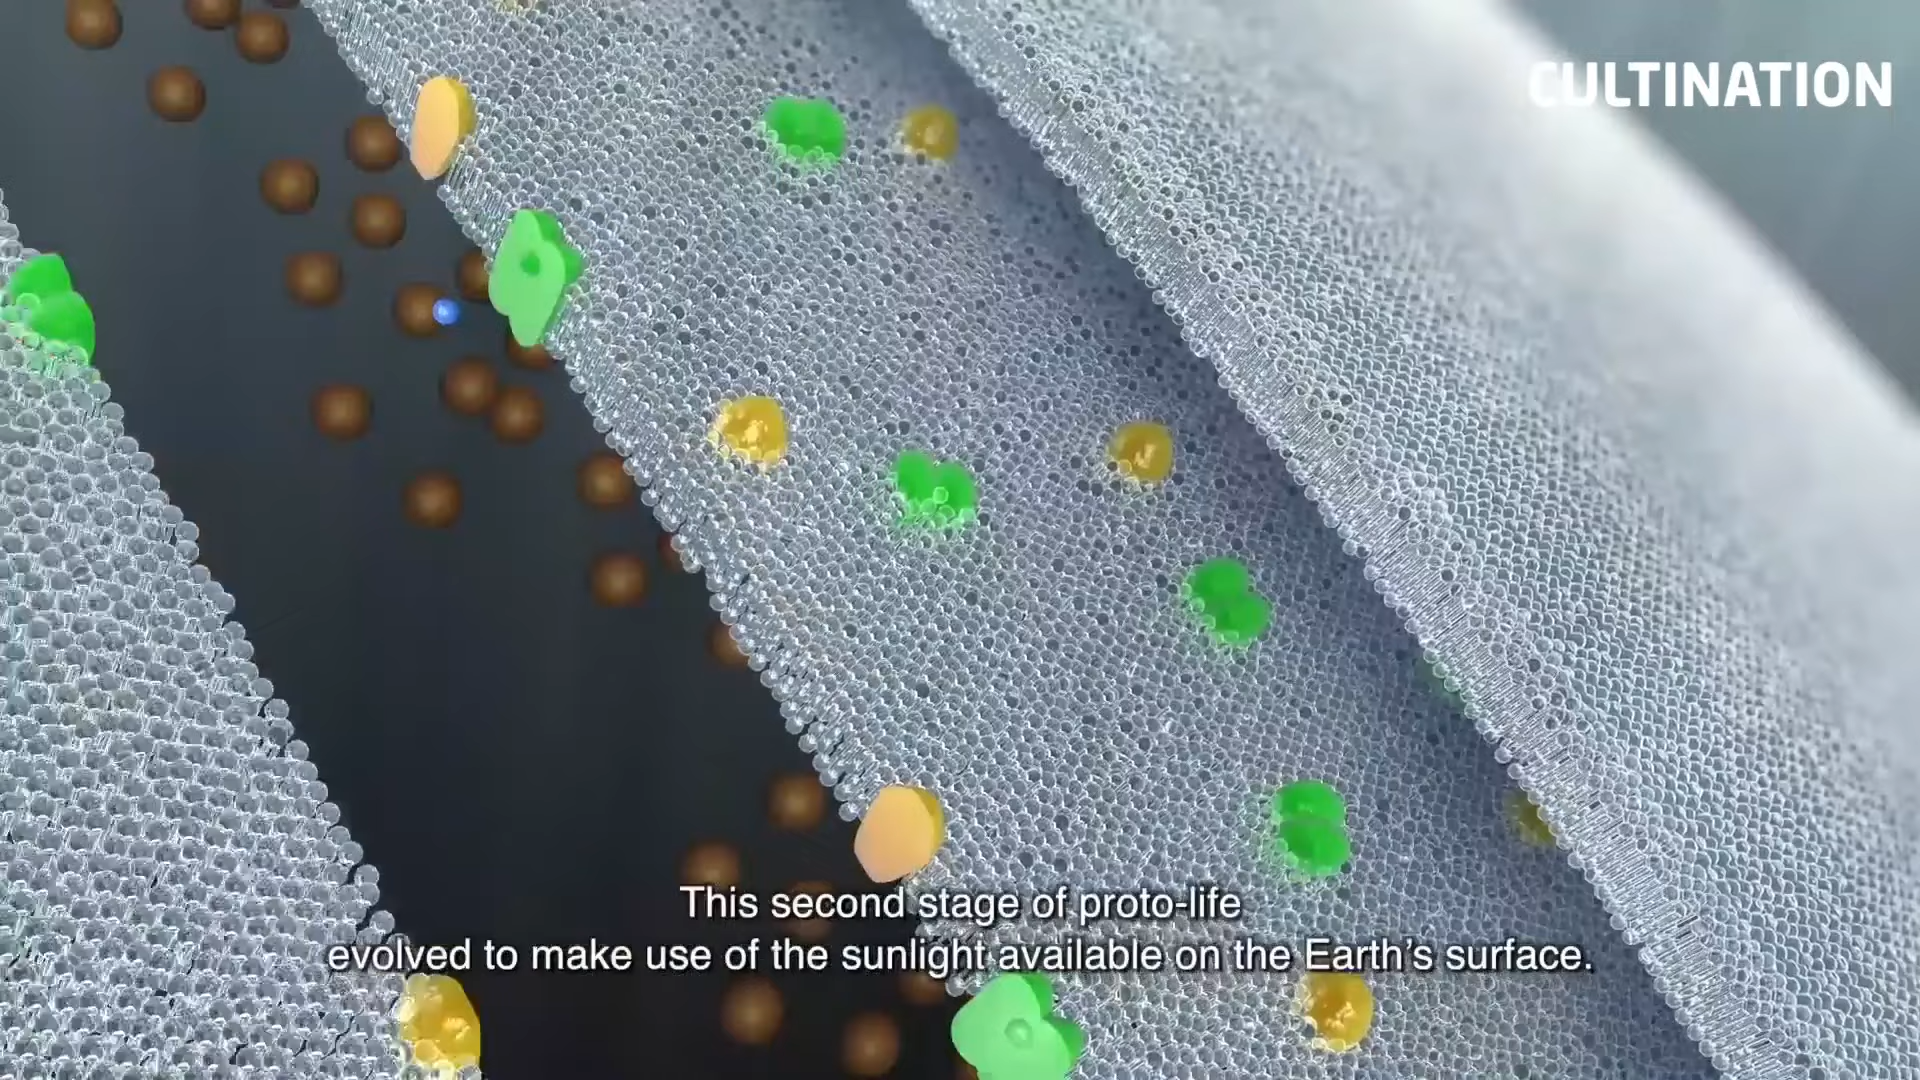 CULTINATION
This second stage of proto-life
evolved to make use of the sunlight available on the Earth's surface.